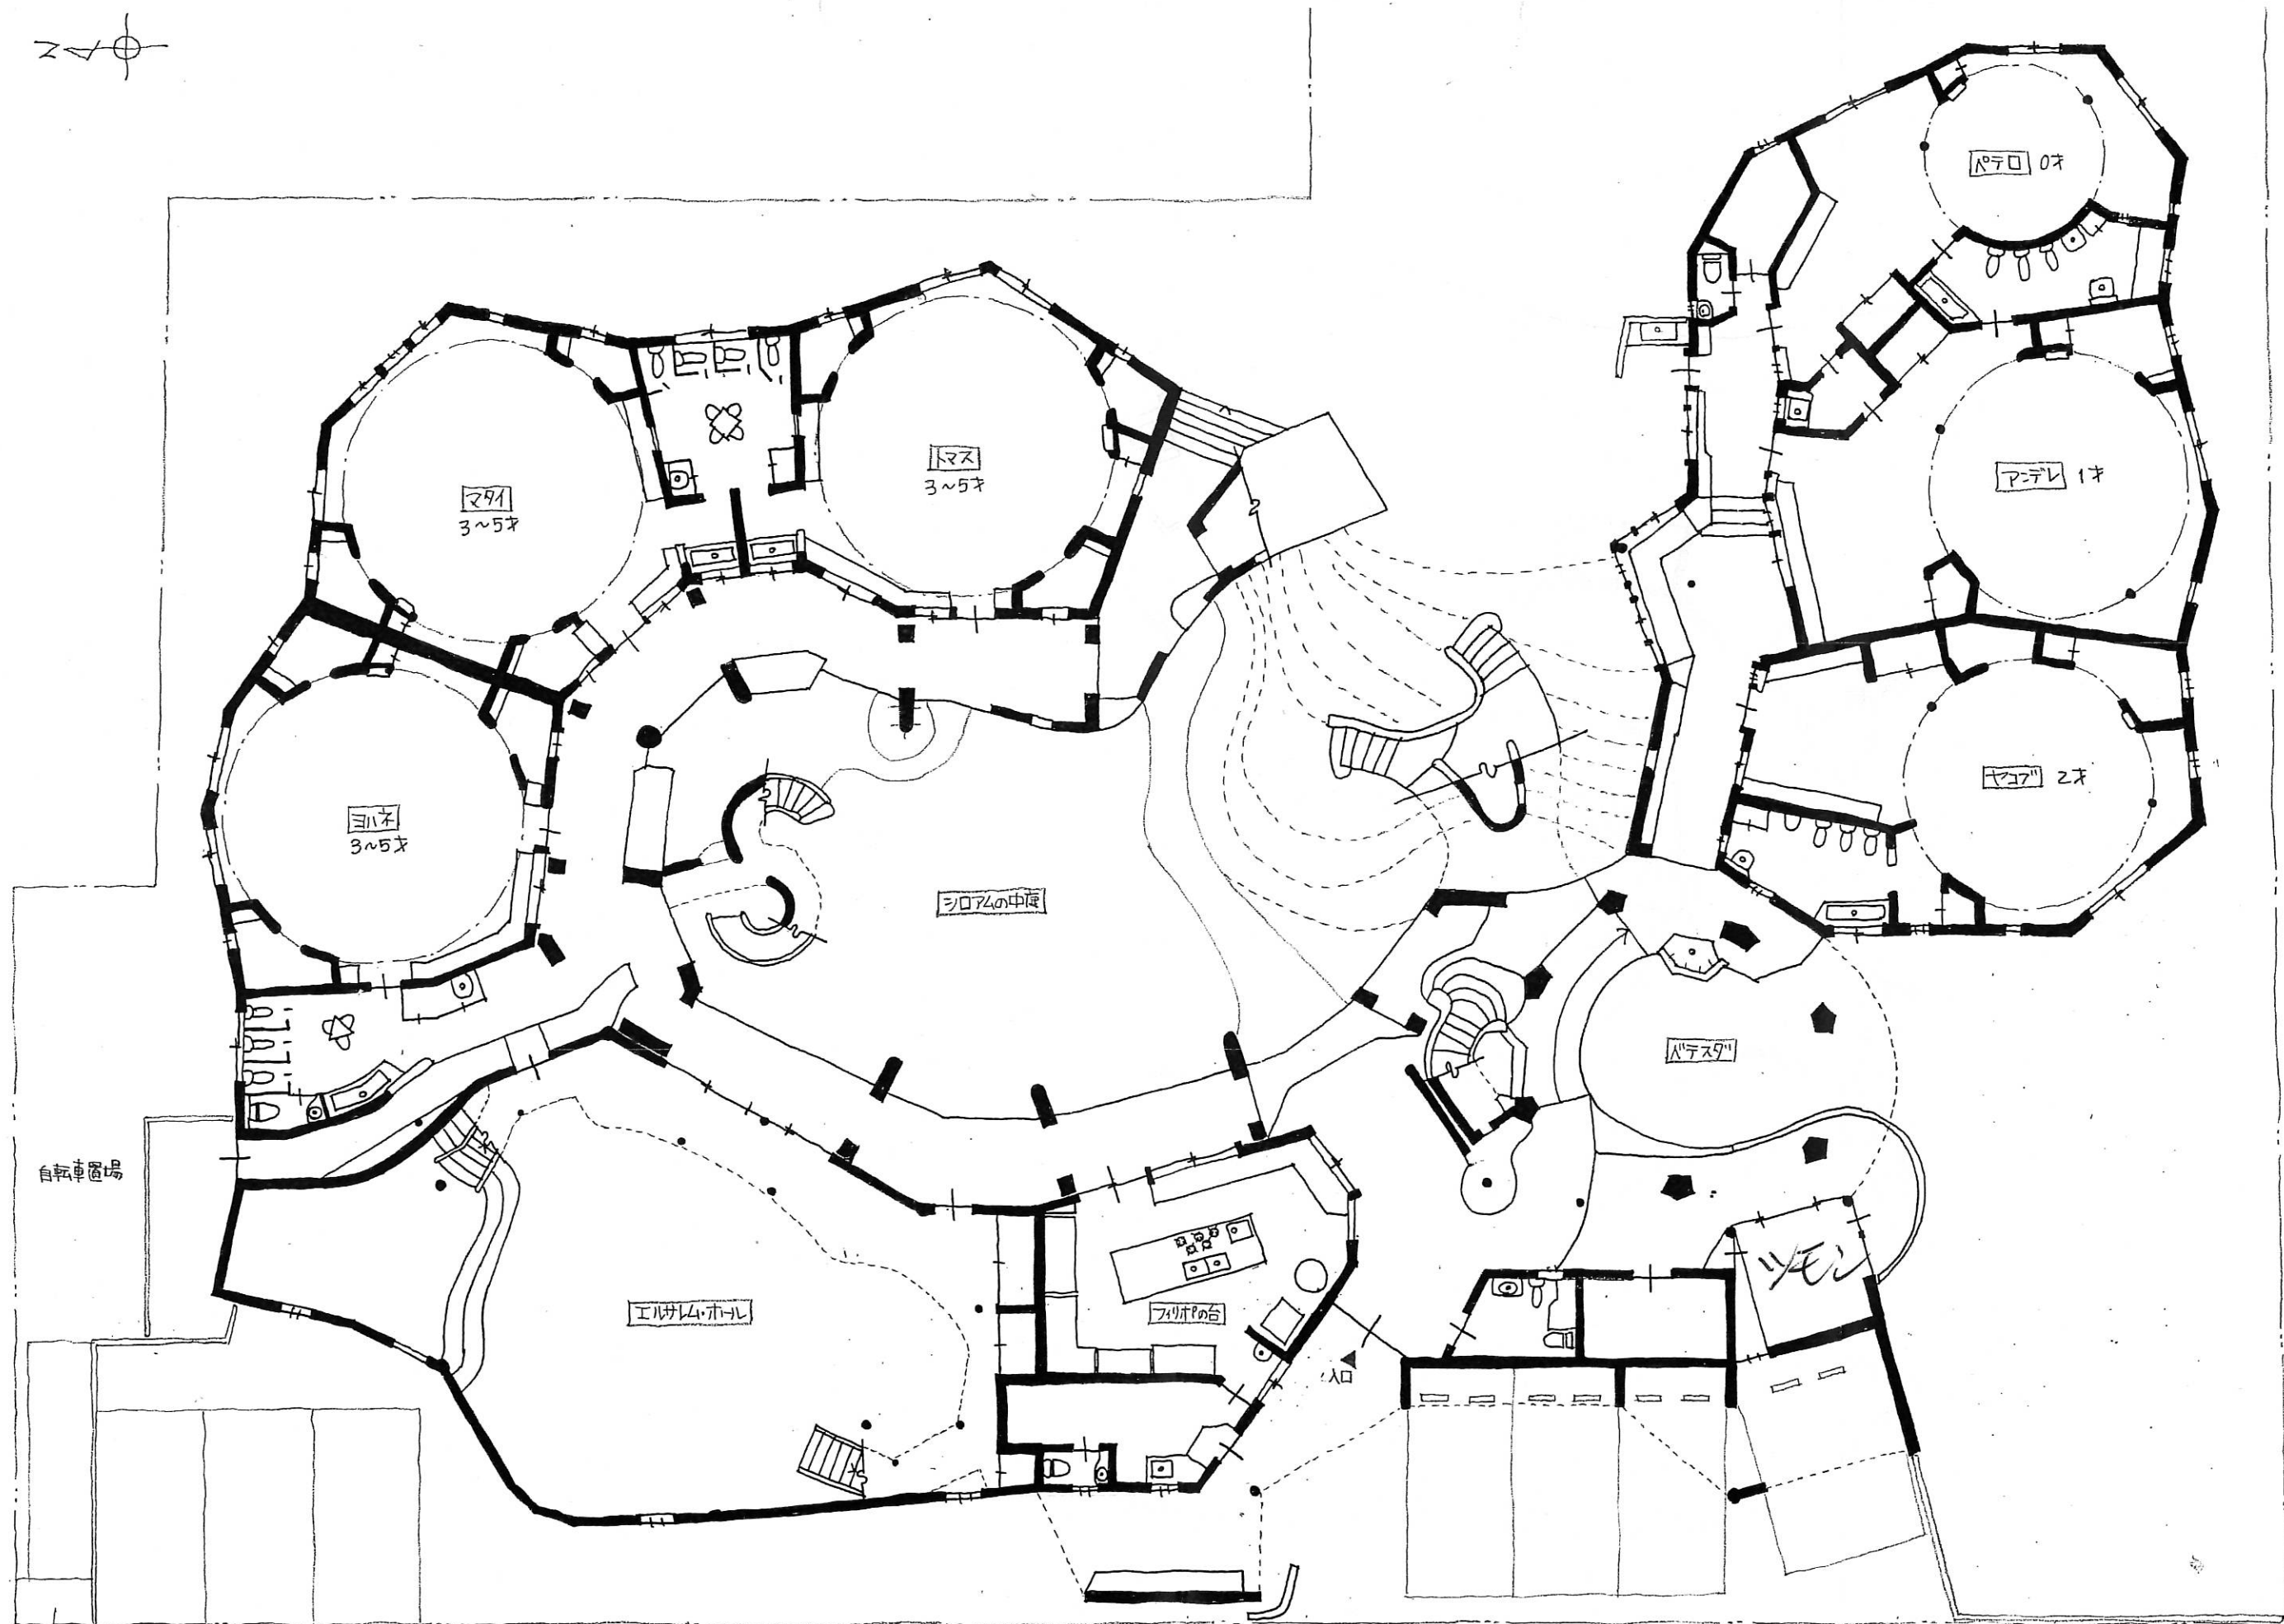 N
ペテロ 0才
トマス
3〜5才
マタイ
3〜5才
アンデレ 1才
ヤコブ 2才
ヨハネ
3〜5才
シロアムの中庭
ベテスダ
自転車置場
ツモン
エルサレム・ホール
フィリポの台
入口